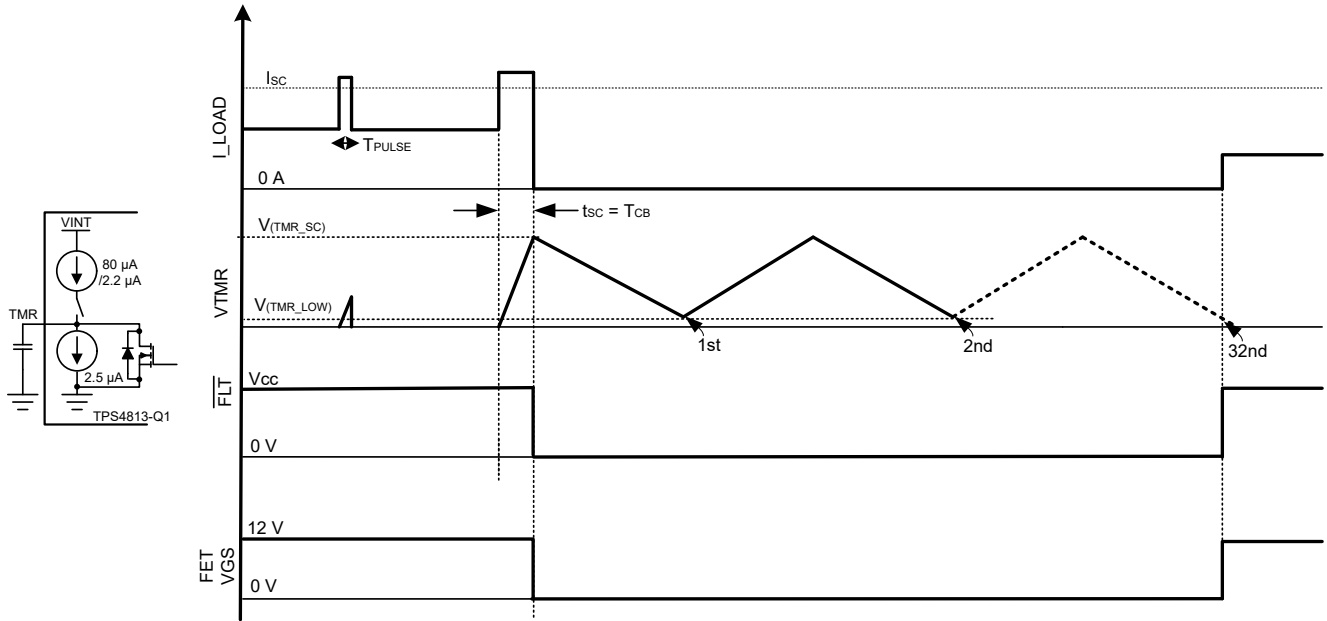 I_LOAD
ISC
TPULSE
0 A
tSC = TCB
VTMR
V(TMR_SC)
V(TMR_LOW)
1st
2nd
32nd
VINT
80 µA
/2.2 µA
TMR
2.5 µA
TPS4813-Q1
FLT
Vcc
0 V
FET
VGS
12 V
0 V